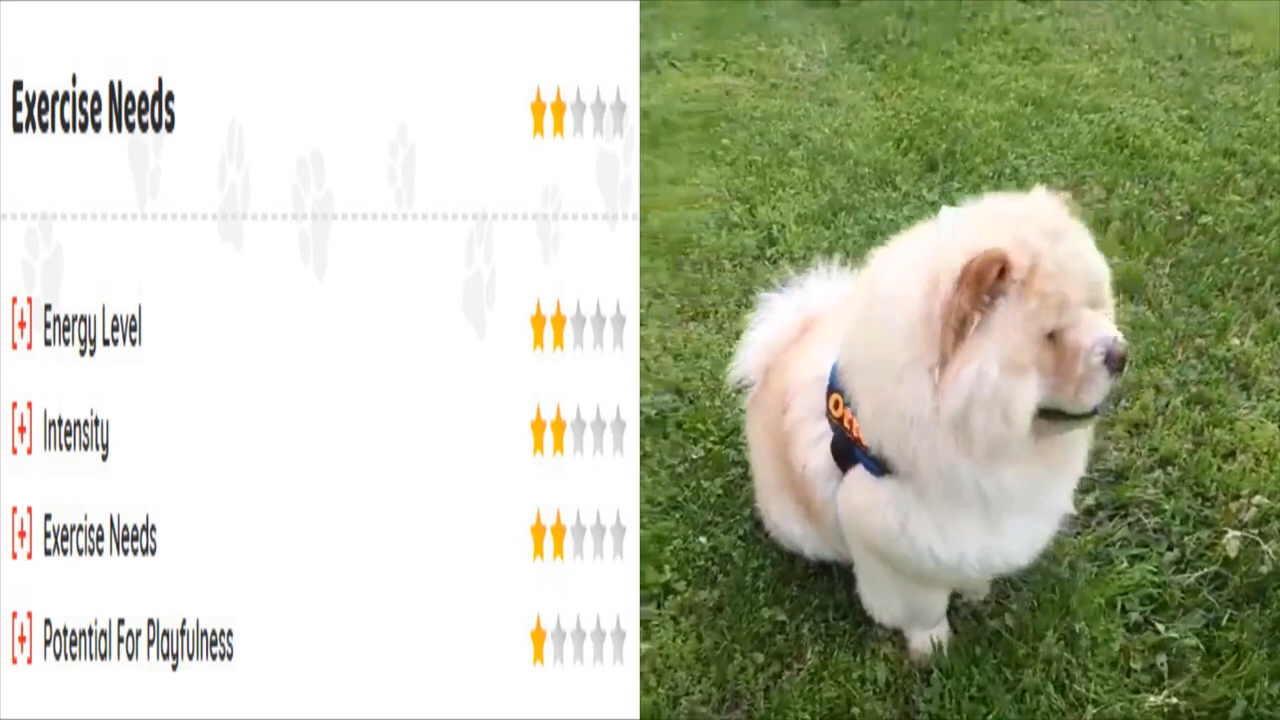 Exercise Needs
[+] Energy Level
[+] Intensity
[+] Exercise Needs
[+] Potential For Playfulness